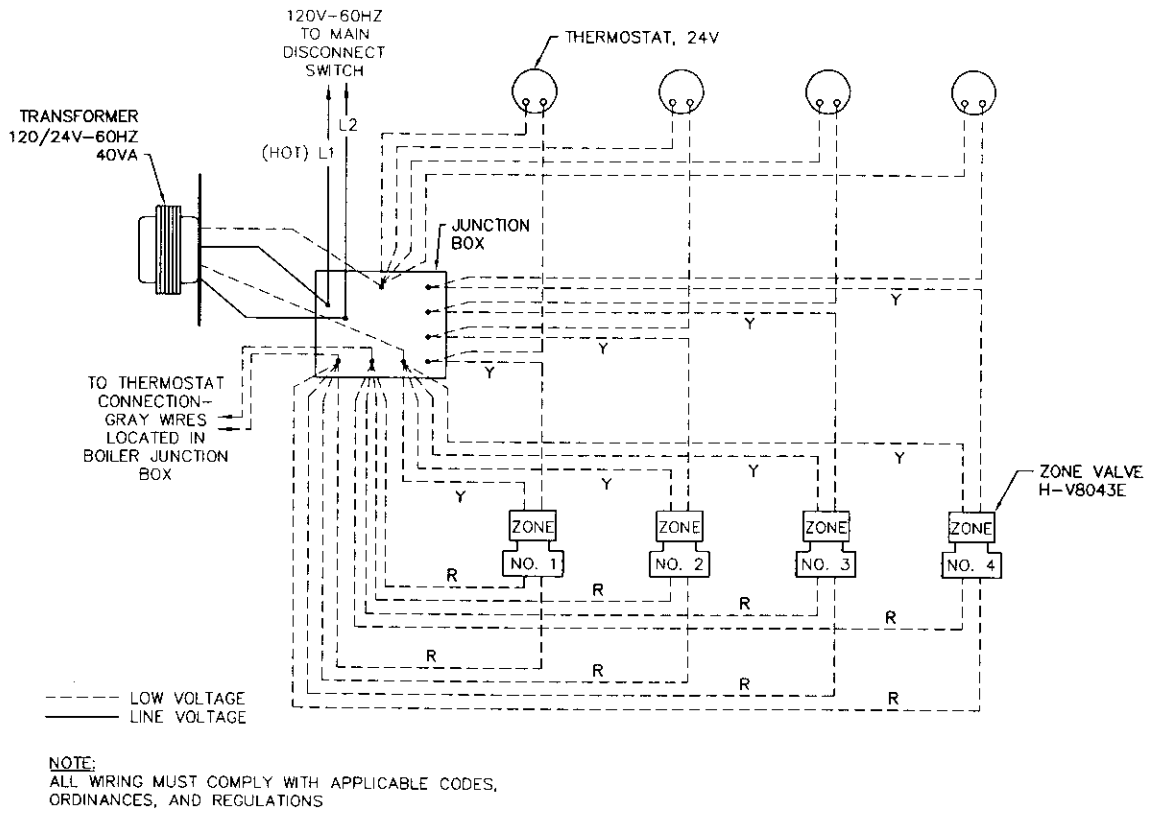 120V-60HZ
TO MAIN
DISCONNECT
SWITCH
THERMOSTAT, 24V
TRANSFORMER
120/24V-60HZ
40VA
L2
(HOT) L1
JUNCTION
BOX
Y
Y
Y
Y
TO THERMOSTAT
CONNECTION-
GRAY WIRES
LOCATED IN
BOILER JUNCTION
BOX
Y
Y
Y
Y
ZONE VALVE
H-V8043E
ZONE
NO. 1
ZONE
NO. 2
ZONE
NO. 3
ZONE
NO. 4
R
R
R
R
R
R
R
R
LOW VOLTAGE
LINE VOLTAGE
NOTE:
ALL WIRING MUST COMPLY WITH APPLICABLE CODES,
ORDINANCES, AND REGULATIONS